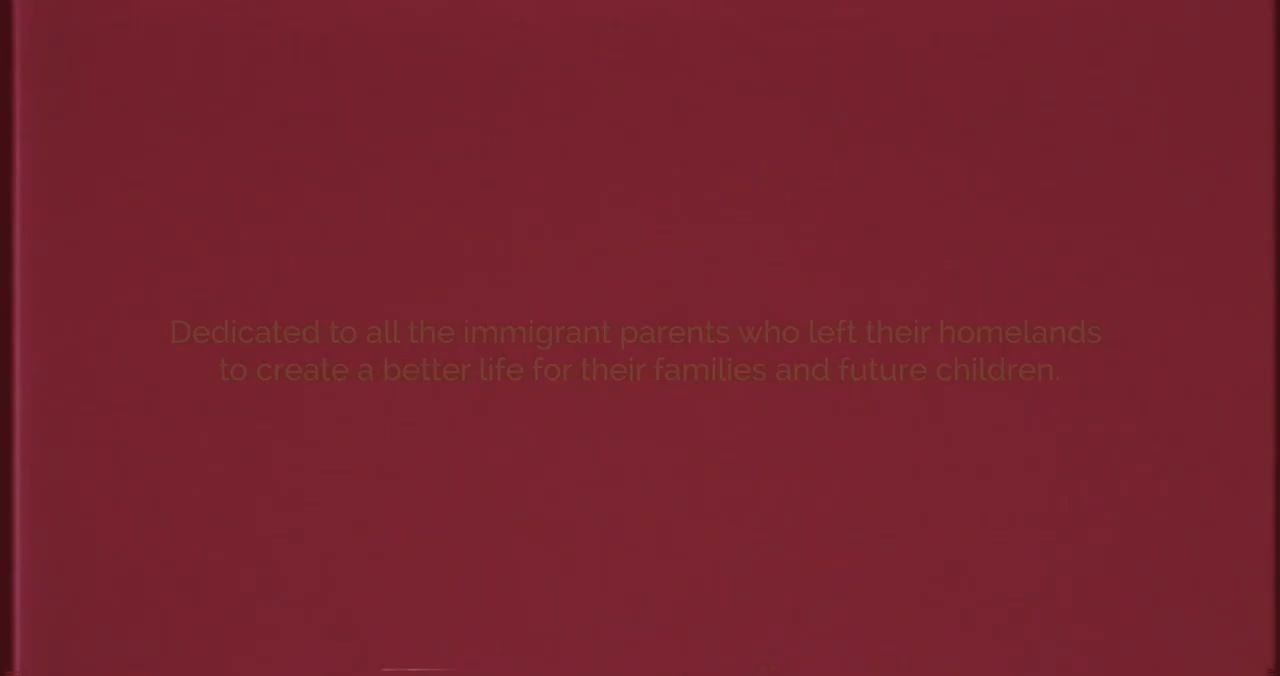 Dedicated to all the immigrant parents who left their homelands
to create a better life for their families and future children.